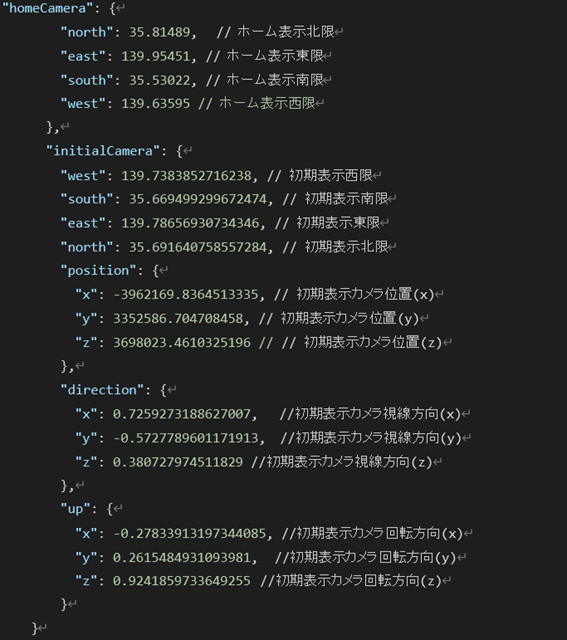 "homeCamera": {↵
"north": 35.81489,  // ホーム表示北限↵
"east": 139.95451, // ホーム表示東限↵
"south": 35.53022, // ホーム表示南限↵
"west": 139.63595 // ホーム表示西限↵
},↵
"initialCamera": {↵
"west": 139.7383852716238, // 初期表示西限↵
"south": 35.669499299672474, // 初期表示南限↵
"east": 139.78656930734346, // 初期表示東限↵
"north": 35.691640758557284, // 初期表示北限↵
"position": {↵
"x": -3962169.8364513335, // 初期表示カメラ位置(x)↵
"y": 3352586.704708458, // 初期表示カメラ位置(y)↵
"z": 3698023.4610325196 // // 初期表示カメラ位置(z)↵
},↵
"direction": {↵
"x": 0.7259273188627007,  //初期表示カメラ視線方向(x)↵
"y": -0.5727789601171913,  //初期表示カメラ視線方向(y)↵
"z": 0.380727974511829 //初期表示カメラ視線方向(z)↵
},↵
"up": {↵
"x": -0.27833913197344085, //初期表示カメラ回転方向(x)↵
"y": 0.2615484931093981,  //初期表示カメラ回転方向(y)↵
"z": 0.9241859733649255 //初期表示カメラ回転方向(z)↵
}↵
}↵